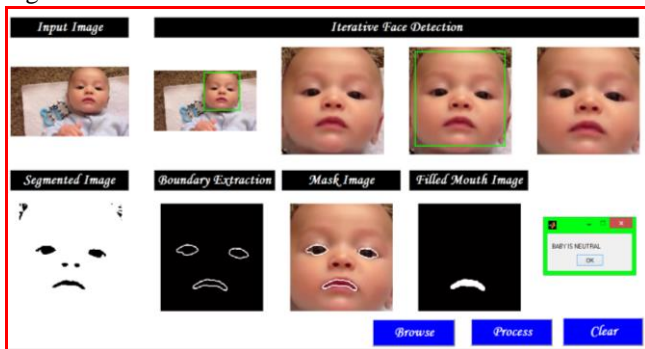 Input Image
Iterative Face Detection
Segmented Image
Boundary Extraction
Mask Image
Filled Mouth Image
BABY IS NEUTRAL
OK
Browse
Process
Clear